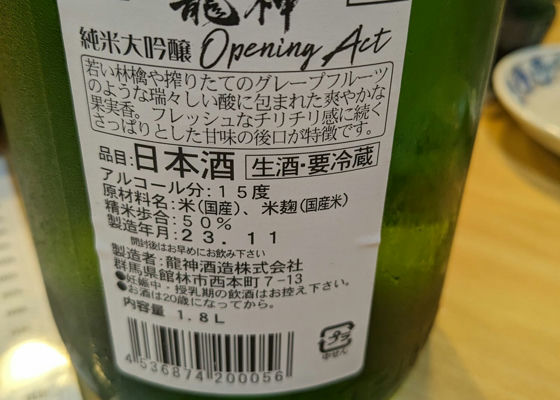 龍神
純米大吟醸 Opening Act
若い林檎や搾りたてのグレープフルーツ
のような瑞々しい酸に包まれた爽やかな
果実香。フレッシュなチリチリ感に続く
さっぱりとした甘味の後口が特徴です。
品目:日本酒 生酒・要冷蔵
アルコール分:15度
原材料名:米(国産)、米麹(国産米)
精米歩合:50%
製造年月:23.11
開封後はお早めにお飲み下さい
製造者:龍神酒造株式会社
群馬県館林市西本町7-13
●妊娠中・授乳期の飲酒はお控え下さい。
●お酒は20歳になってから。
内容量 1.8L
プラ
中せん
4 536874 200056